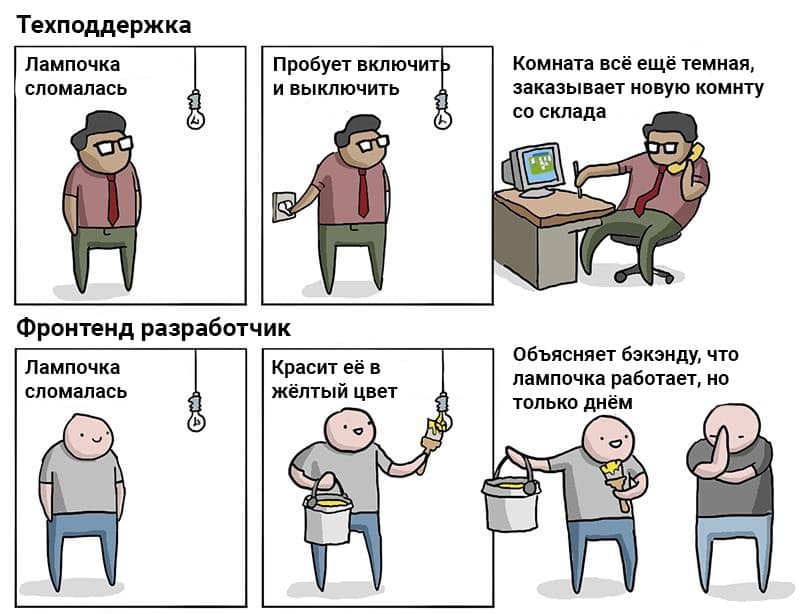 Техподдержка
Лампочка
сломалась
Пробует включить
и выключить
Комната всё ещё темная,
заказывает новую комнту
со склада
Фронтенд разработчик
Лампочка
сломалась
Красит её в
жёлтый цвет
Объясняет бэкэнду, что
лампочка работает, но
только днём